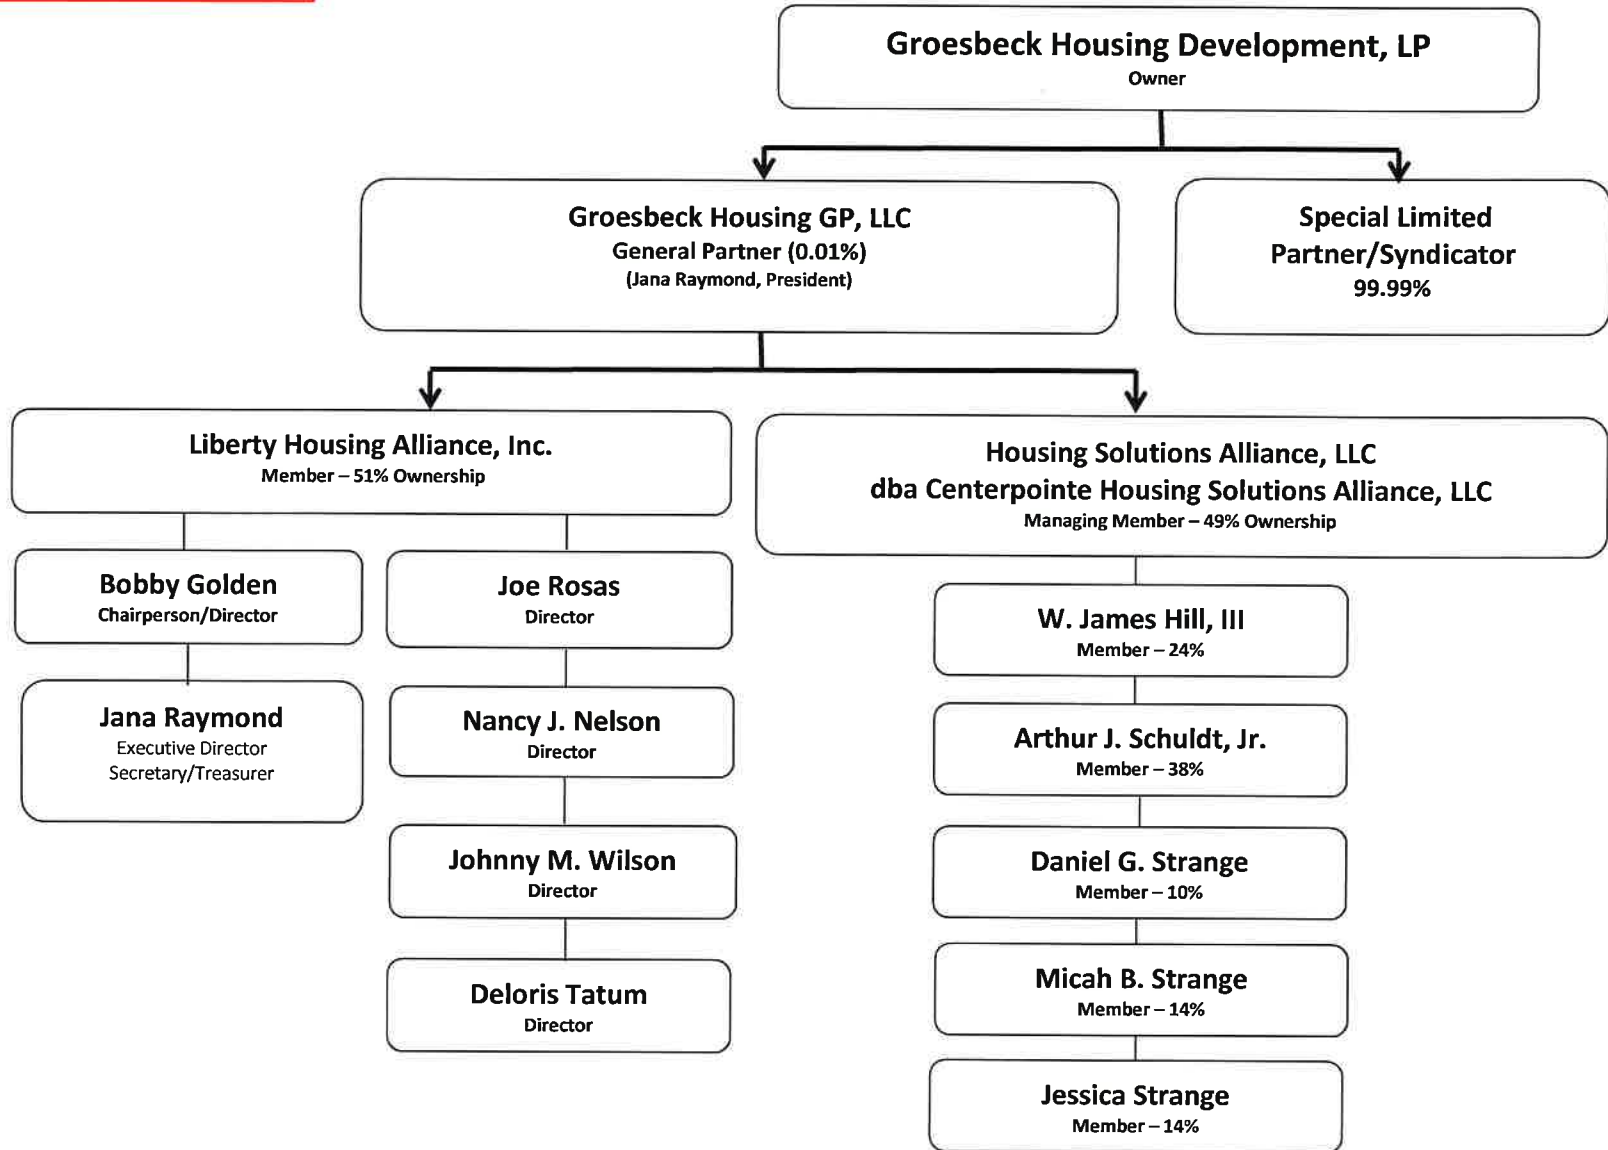 Groesbeck Housing Development, LP
Owner
Groesbeck Housing GP, LLC
General Partner (0.01%)
(Jana Raymond, President)
Special Limited
Partner/Syndicator
99.99%
Liberty Housing Alliance, Inc.
Member – 51% Ownership
Housing Solutions Alliance, LLC
dba Centerpointe Housing Solutions Alliance, LLC
Managing Member – 49% Ownership
Bobby Golden
Chairperson/Director
Jana Raymond
Executive Director
Secretary/Treasurer
Joe Rosas
Director
Nancy J. Nelson
Director
Johnny M. Wilson
Director
Deloris Tatum
Director
W. James Hill, III
Member – 24%
Arthur J. Schuldt, Jr.
Member – 38%
Daniel G. Strange
Member – 10%
Micah B. Strange
Member – 14%
Jessica Strange
Member – 14%